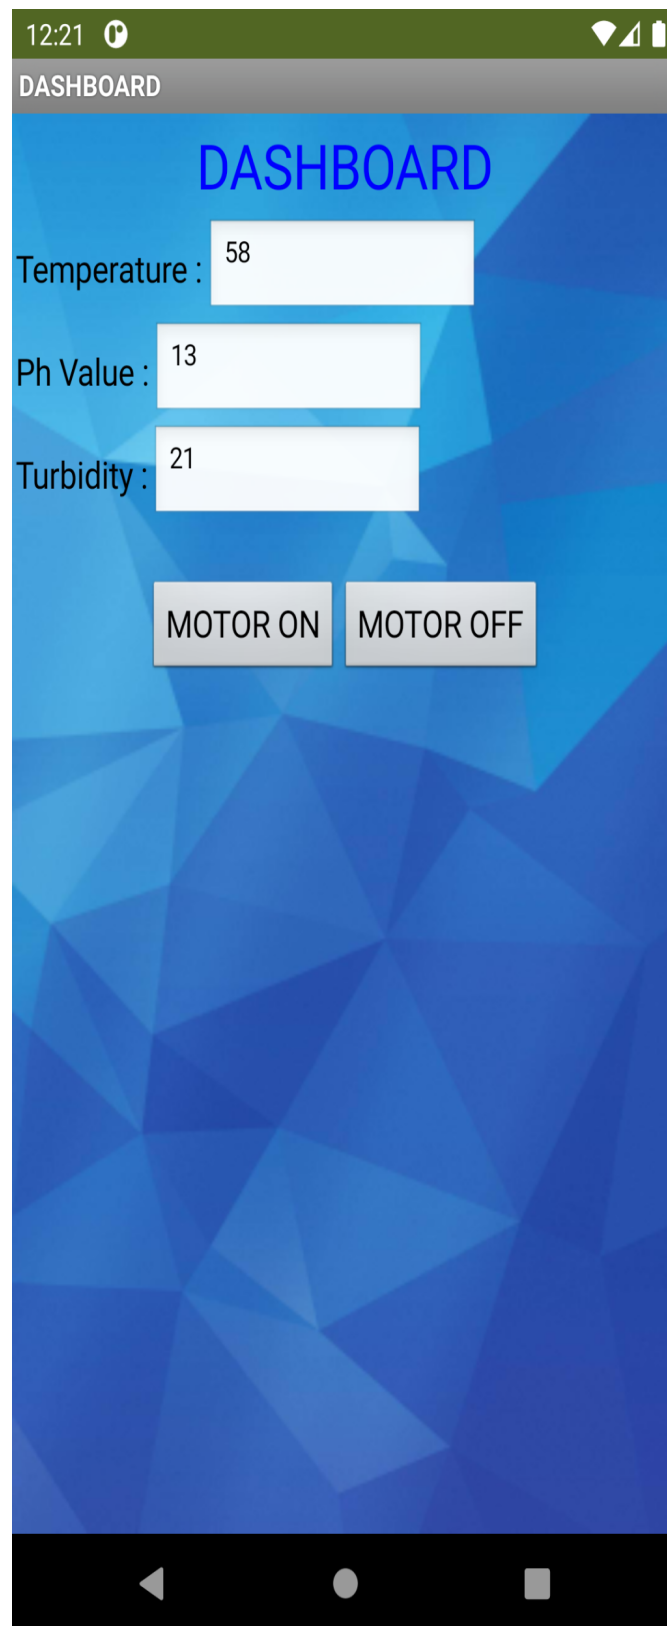 12:21
DASHBOARD
DASHBOARD
Temperature : 58
Ph Value : 13
Turbidity : 21
MOTOR ON MOTOR OFF